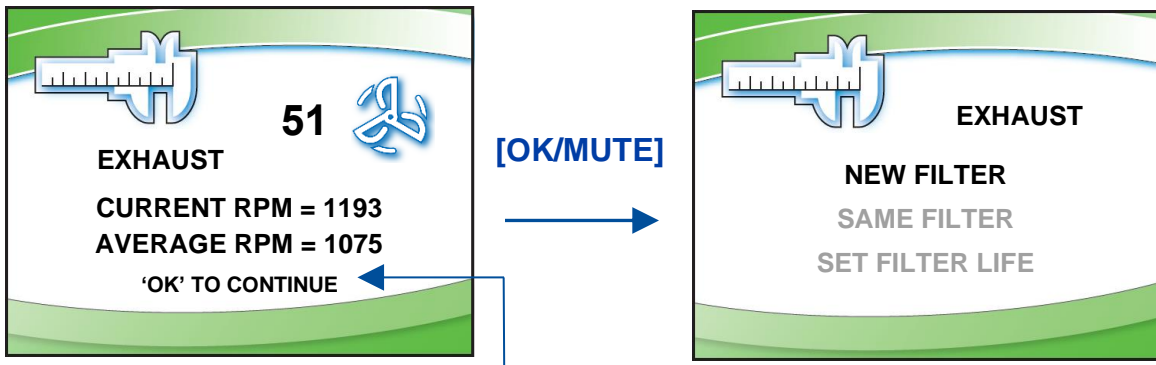 51
EXHAUST
CURRENT RPM = 1193
AVERAGE RPM = 1075
‘OK’ TO CONTINUE
[OK/MUTE]
EXHAUST
NEW FILTER
SAME FILTER
SET FILTER LIFE